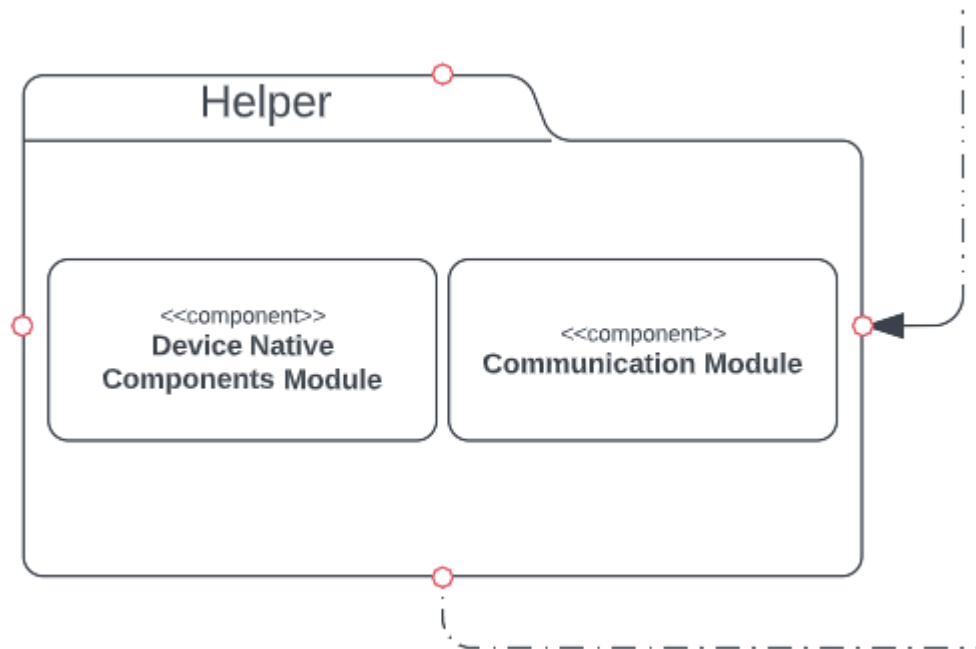 Helper
<<component>>
Device Native
Components Module
<<component>>
Communication Module